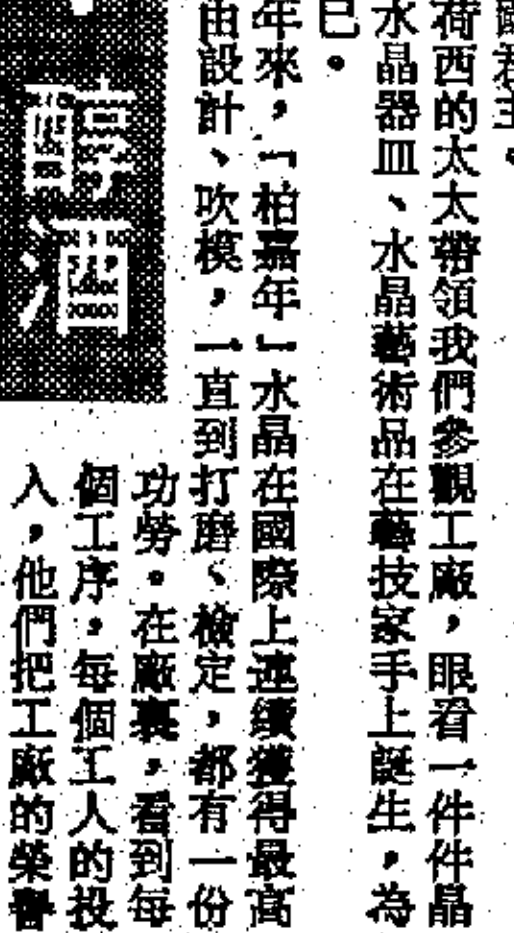 國君主。
荷西的太太帶領我們參觀工廠，眼看一件件晶
水晶器皿、水晶藝術品在藝技家手上誕生，為
已。
年來，「柏嘉年」水晶在國際上連續獲得最高
由設計、吹模，一直到打磨、檢定，都有一份
功勞。在廠裏，看到每
個工序，每個工人的投
入，他們把工廠的榮譽
醇酒